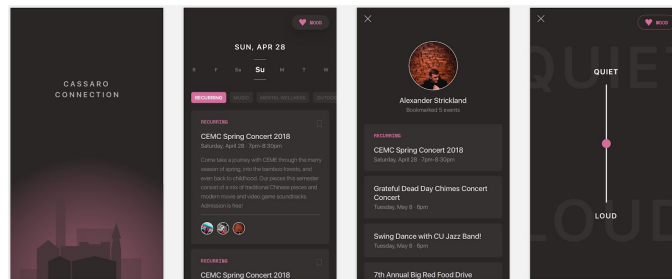 CASSARO
CONNECTION
MOOD
SUN, APR 28
F Sa Su M T W
RECURRING MUSIC MENTAL WELLNESS OUTDOO
RECURRING
CEMC Spring Concert 2018
Saturday, April 28 · 7pm-8:30pm
Come take a journey with CEME through the merry
season of spring, into the bamboo forests, and
even back to childhood. Our pieces this semester
consist of a mix of traditional Chinese pieces and
modern movie and video game soundtracks.
Admission is free!
RECURRING
CEMC Spring Concert 2018
Alexander Strickland
Bookmarked 5 events
RECURRING
CEMC Spring Concert 2018
Saturday, April 28 · 7pm-8:30pm
Grateful Dead Day Chimes Concert
Concert
Tuesday, May 8 · 6pm
Swing Dance with CU Jazz Band!
Tuesday, May 8 · 6pm
7th Annual Big Red Food Drive
MOOD
QUIET
QUIET
LOUD
LOUD